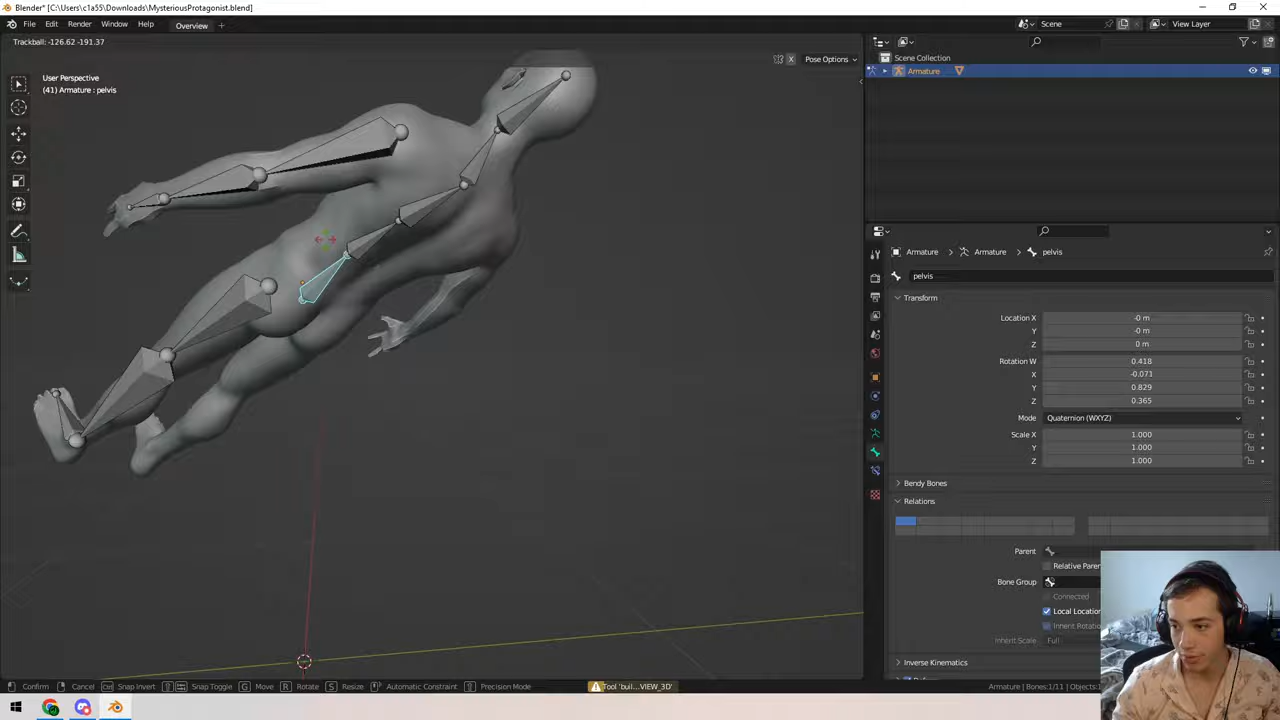 Blender* [C:\Users\c1a55\Downloads\MysteriousProtagonist.blend]
File Edit Render Window Help Overview Scene View Layer
Trackball: -126.62 -191.37
X Pose Options
User Perspective
(41) Armature : pelvis
Scene Collection
Armature
Armature Armature pelvis
pelvis
Transform
Location X -0 m
Y -0 m
Z 0 m
Rotation W 0.418
X -0.071
Y 0.829
Z 0.365
Mode Quaternion (WXYZ)
Scale X 1.000
Y 1.000
Z 1.000
Bendy Bones
Relations
Parent
Relative Paren
Bone Group
Connected
Local Location
Inherit Rotation
Inherit Scale Full
Inverse Kinematics
Confirm Cancel Snap Invert Snap Toggle G Move R Rotate S Resize Automatic Constraint Precision Mode Tool 'buil...VIEW_3D' Armature | Bones:1/11 | Objects: